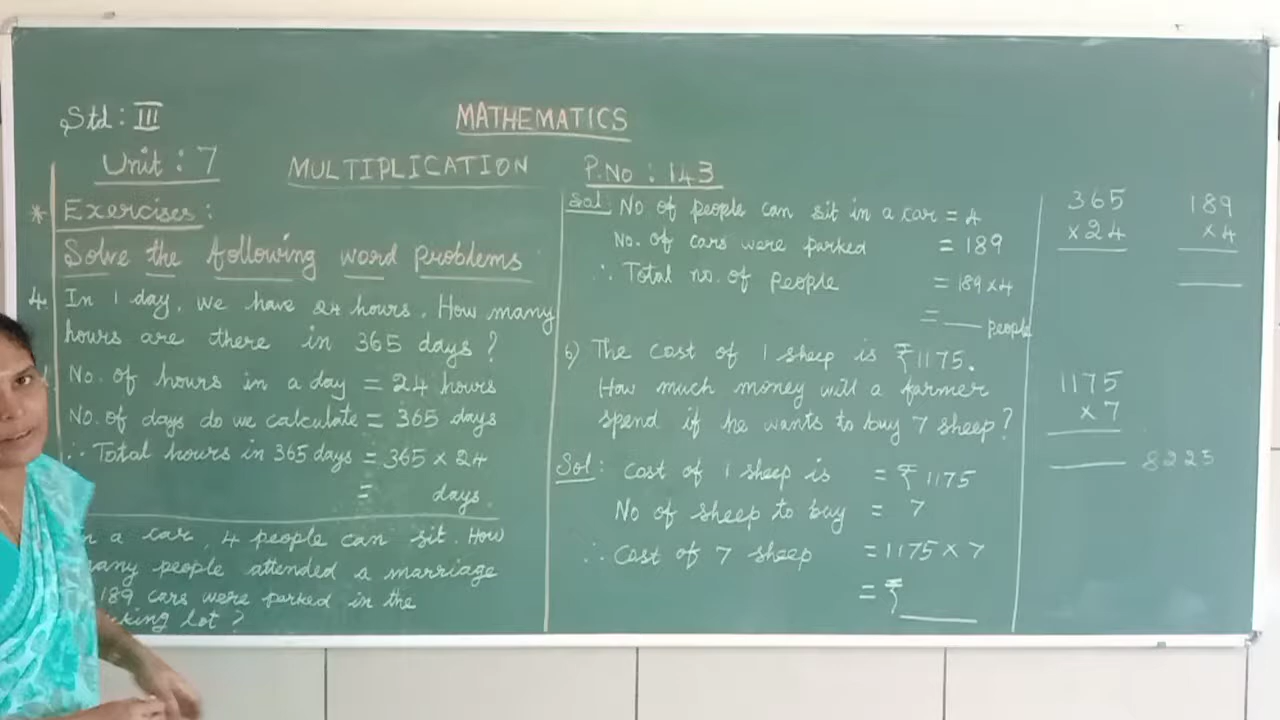 Std : III
MATHEMATICS
Unit : 7
MULTIPLICATION
P.No : 143
* Exercises :
Solve the following word problems
4. In 1 day, we have 24 hours. How many
hours are there in 365 days?
No. of hours in a day = 24 hours
No. of days do we calculate = 365 days
∴ Total hours in 365 days = 365 × 24
= days.
a car, 4 people can sit. How
people attended a marriage
189 cars were parked in the
lot?
Sol: No of people can sit in a car = 4
No. of cars were parked = 189
∴ Total no. of people = 189×4
= ___ people
6) The cost of 1 sheep is ₹1175.
How much money will a farmer
spend if he wants to buy 7 sheep?
Sol: Cost of 1 sheep is = ₹1175
No of sheep to buy = 7
∴ Cost of 7 sheep = 1175 × 7
= ₹ ______
365
×24
189
×4
1175
×7
8225